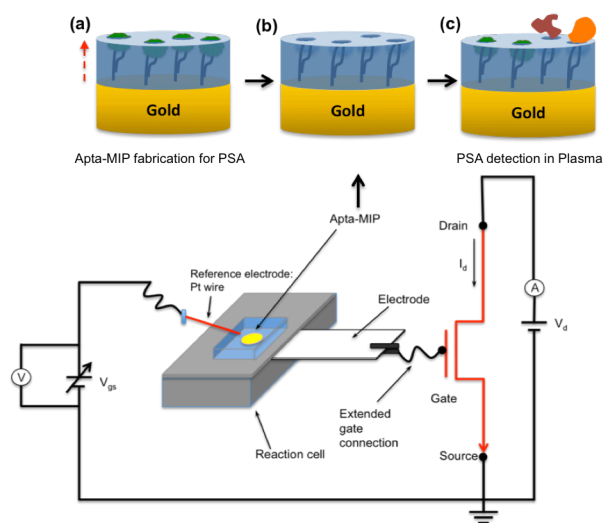 (a)
(b)
(c)
Gold
Gold
Gold
Apta-MIP fabrication for PSA
PSA detection in Plasma
Apta-MIP
Drain
Reference electrode:
Pt wire
I_d
A
Electrode
V_d
V
V_gs
Gate
Extended
gate
connection
Reaction cell
Source